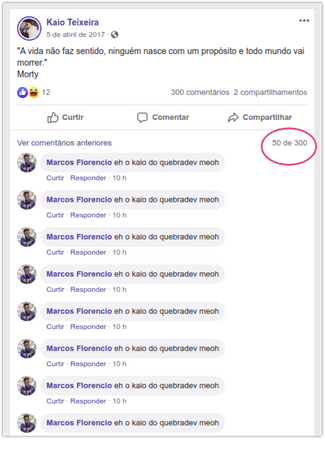 Kaio Teixeira
5 de abril de 2017 ·
"A vida não faz sentido, ninguém nasce com um propósito e todo mundo vai
morrer."
Morty
12
300 comentários 2 compartilhamentos
Curtir Comentar Compartilhar
Ver comentários anteriores 50 de 300
Marcos Florencio eh o kaio do quebradev meoh
Curtir · Responder · 10 h
Marcos Florencio eh o kaio do quebradev meoh
Curtir · Responder · 10 h
Marcos Florencio eh o kaio do quebradev meoh
Curtir · Responder · 10 h
Marcos Florencio eh o kaio do quebradev meoh
Curtir · Responder · 10 h
Marcos Florencio eh o kaio do quebradev meoh
Curtir · Responder · 10 h
Marcos Florencio eh o kaio do quebradev meoh
Curtir · Responder · 10 h
Marcos Florencio eh o kaio do quebradev meoh
Curtir · Responder · 10 h
Marcos Florencio eh o kaio do quebradev meoh